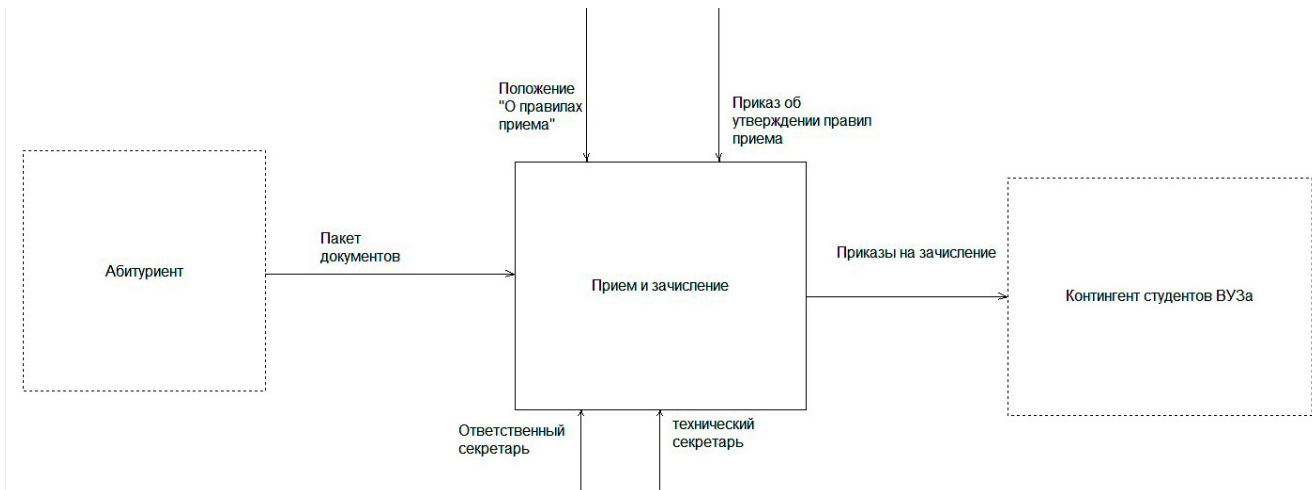 Положение
"О правилах
приема"
Приказ об
утверждении правил
приема
Абитуриент
Пакет
документов
Прием и зачисление
Приказы на зачисление
Контингент студентов ВУЗа
Ответственный
секретарь
технический
секретарь